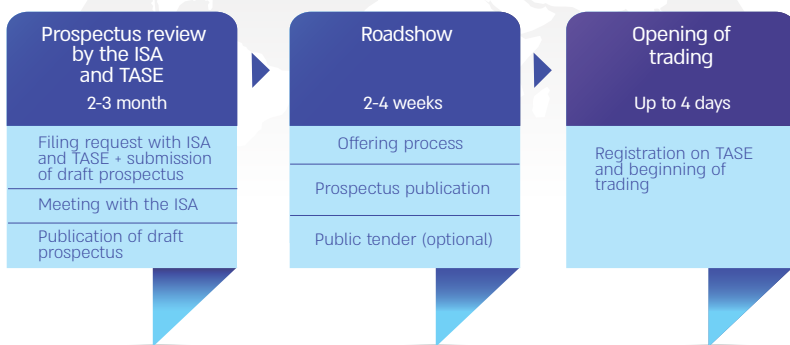 Prospectus review
by the ISA
and TASE
2-3 month
Filing request with ISA
and TASE + submission
of draft prospectus
Meeting with the ISA
Publication of draft
prospectus
Roadshow
2-4 weeks
Offering process
Prospectus publication
Public tender (optional)
Opening of
trading
Up to 4 days
Registration on TASE
and beginning of
trading